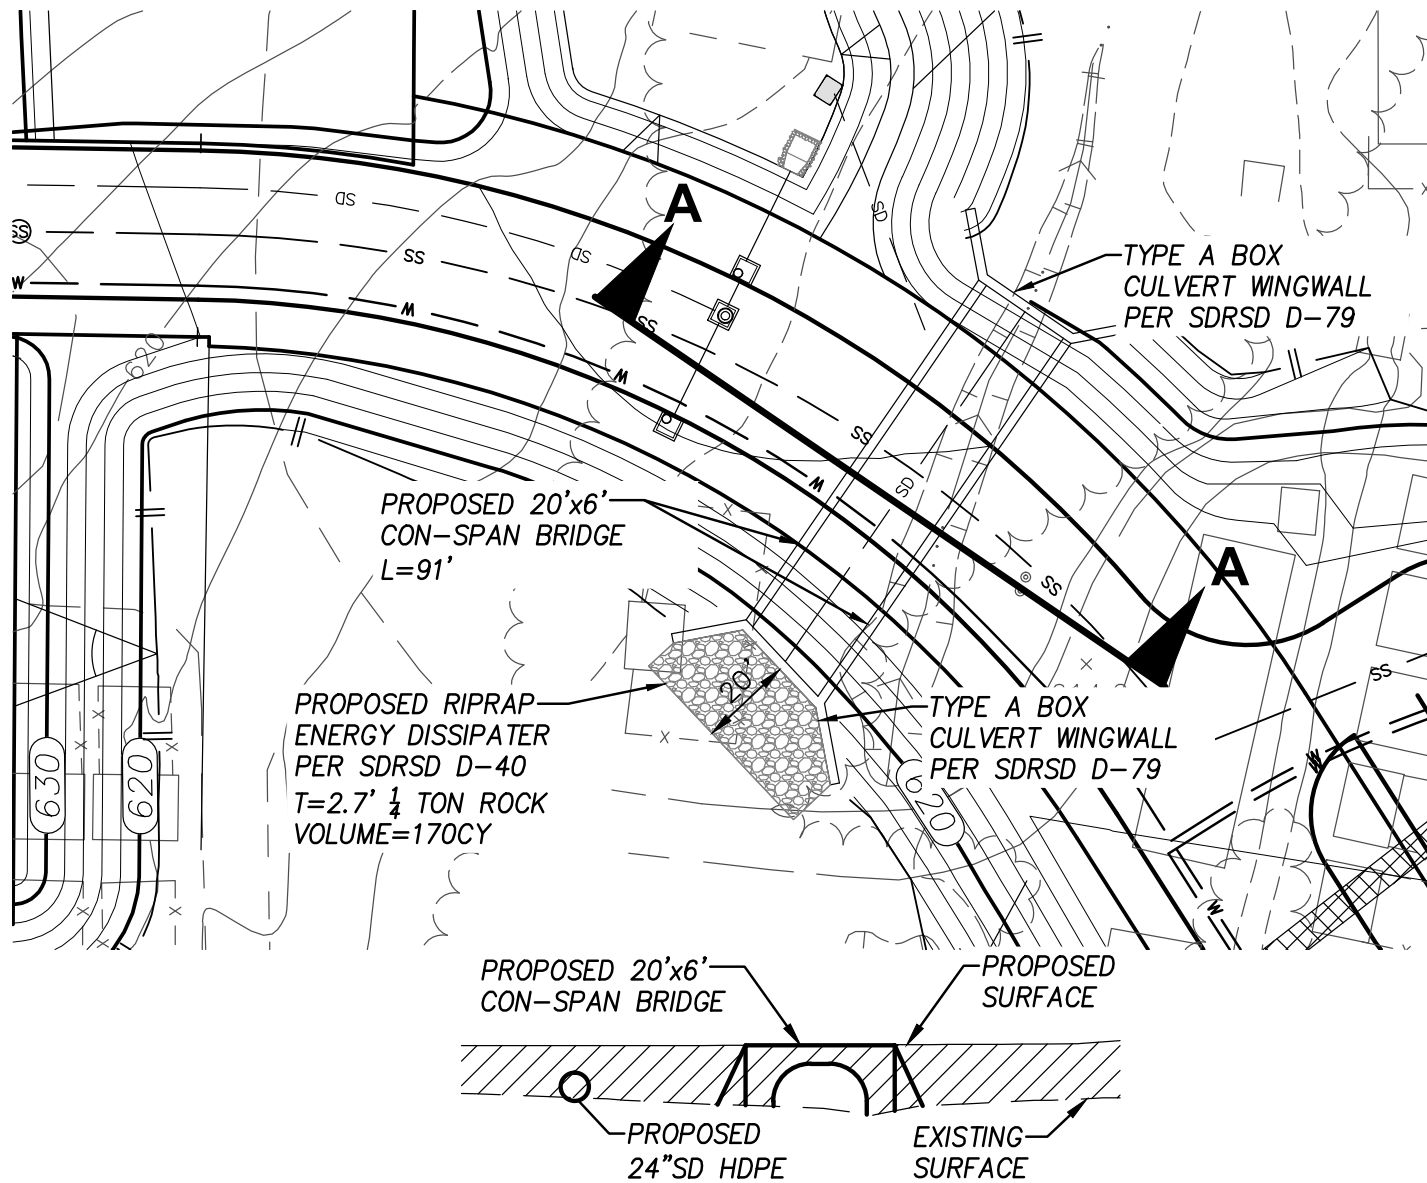 A
SD
SD
SD
SS
SS
W
W
SS
620
W
TYPE A BOX
CULVERT WINGWALL
PER SDRSD D-79
SS
W
SD
W
PROPOSED 20'x6'
CON-SPAN BRIDGE
L=91'
SS
A
SS
20'
PROPOSED RIPRAP
ENERGY DISSIPATER
PER SDRSD D-40
T=2.7' 1/4 TON ROCK
VOLUME=170CY
TYPE A BOX
CULVERT WINGWALL
PER SDRSD D-79
630
620
620
W
W
PROPOSED 20'x6'
CON-SPAN BRIDGE
PROPOSED
SURFACE
PROPOSED
24"SD HDPE
EXISTING
SURFACE